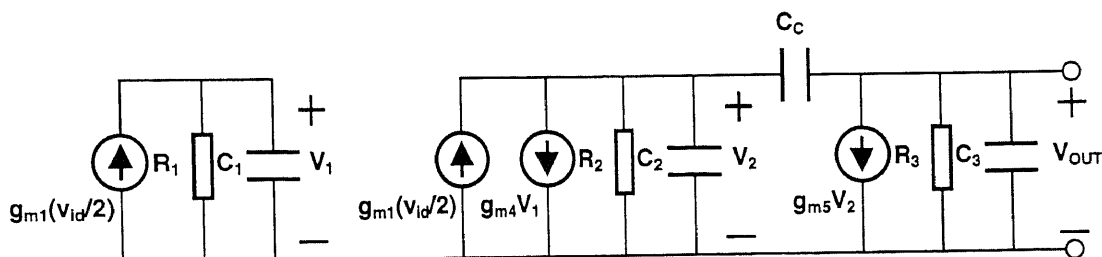 C_C
+
R_1
C_1
V_1
g_m1(v_id/2)
−
+
R_2
C_2
V_2
g_m1(v_id/2)
g_m4V_1
−
+
R_3
C_3
V_OUT
g_m5V_2
−